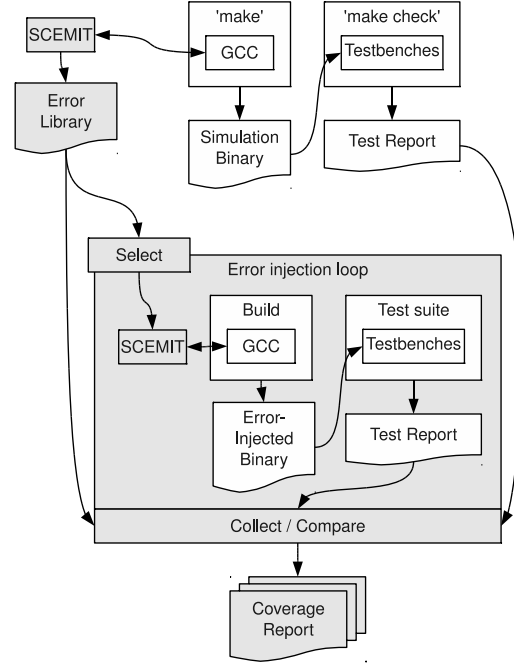 'make'
'make check'
SCEMIT
GCC
Testbenches
Error
Library
Simulation
Binary
Test Report
Select
Error injection loop
Build
Test suite
SCEMIT
GCC
Testbenches
Error-
Injected
Binary
Test Report
Collect / Compare
Coverage
Report